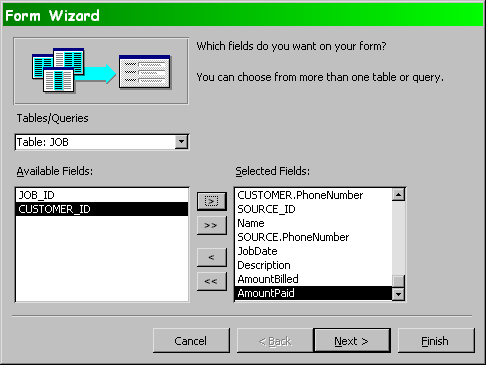 Form Wizard
Which fields do you want on your form?
You can choose from more than one table or query.
Tables/Queries
Table: JOB
Available Fields:
Selected Fields:
JOB_ID
CUSTOMER_ID
>
>>
<
<<
CUSTOMER.PhoneNumber
SOURCE_ID
Name
SOURCE.PhoneNumber
JobDate
Description
AmountBilled
AmountPaid
Cancel
< Back
Next >
Finish